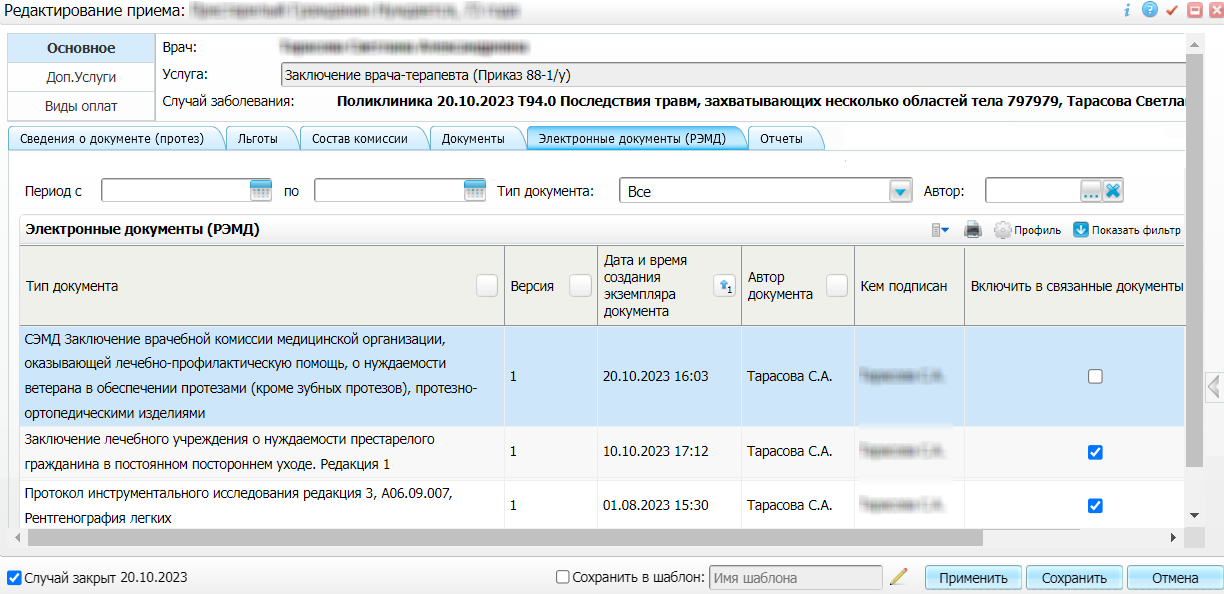 Редактирование приема:
Основное
Доп.Услуги
Виды оплат
Врач:
Услуга: Заключение врача-терапевта (Приказ 88-1/у)
Случай заболевания: Поликлиника 20.10.2023 T94.0 Последствия травм, захватывающих несколько областей тела 797979, Тарасова Светла
Сведения о документе (протез) Льготы Состав комиссии Документы Электронные документы (РЭМД) Отчеты
Период с по Тип документа: Все Автор: ...
Электронные документы (РЭМД) Профиль Показать фильтр
Тип документа Версия Дата и время создания экземпляра документа 1 Автор документа Кем подписан Включить в связанные документы
СЭМД Заключение врачебной комиссии медицинской организации,
оказывающей лечебно-профилактическую помощь, о нуждаемости
ветерана в обеспечении протезами (кроме зубных протезов), протезно-
ортопедическими изделиями
1 20.10.2023 16:03 Тарасова С.А.
Заключение лечебного учреждения о нуждаемости престарелого
гражданина в постоянном постороннем уходе. Редакция 1
1 10.10.2023 17:12 Тарасова С.А.
Протокол инструментального исследования редакция 3, A06.09.007,
Рентгенография легких
1 01.08.2023 15:30 Тарасова С.А.
Случай закрыт 20.10.2023 Сохранить в шаблон: Имя шаблона Применить Сохранить Отмена